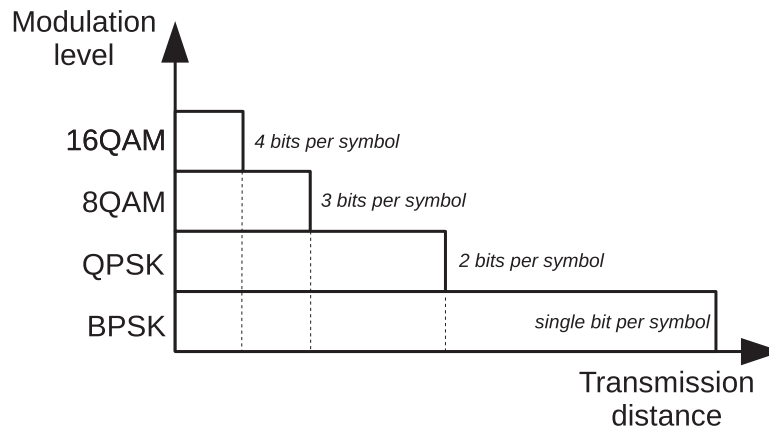 Modulation
level
16QAM
4 bits per symbol
8QAM
3 bits per symbol
QPSK
2 bits per symbol
BPSK
single bit per symbol
Transmission
distance